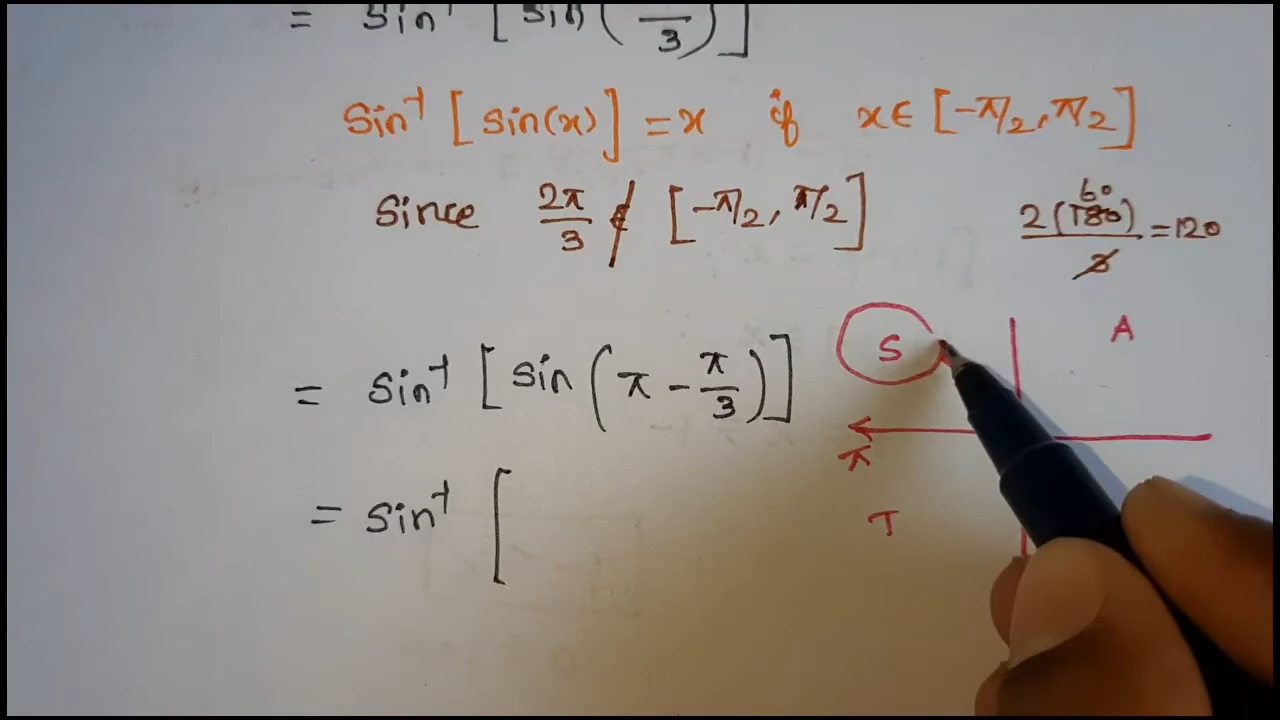 = Sin⁻¹ [ Sin( /3 ) ]
Sin⁻¹ [ sin(x) ] = x if x ∈ [-π/2, π/2]
Since 2π/3 ∉ [-π/2, π/2]
2(180)/3 = 120
60
= Sin⁻¹ [ Sin ( π - π/3 ) ]
S A
π
= Sin⁻¹ [
T